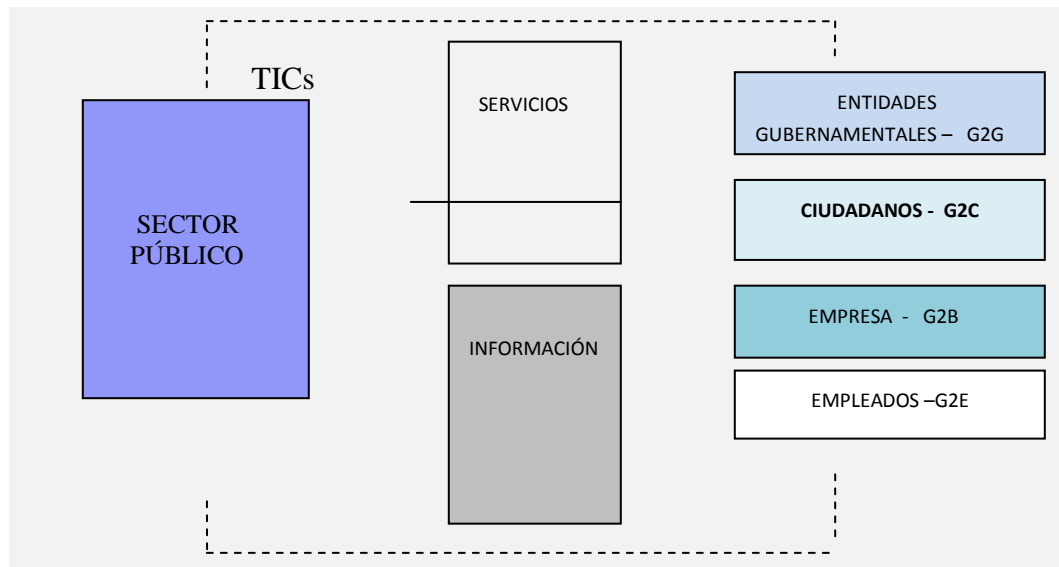 TICs
SECTOR
PÚBLICO
SERVICIOS
INFORMACIÓN
ENTIDADES
GUBERNAMENTALES – G2G
CIUDADANOS - G2C
EMPRESA - G2B
EMPLEADOS –G2E